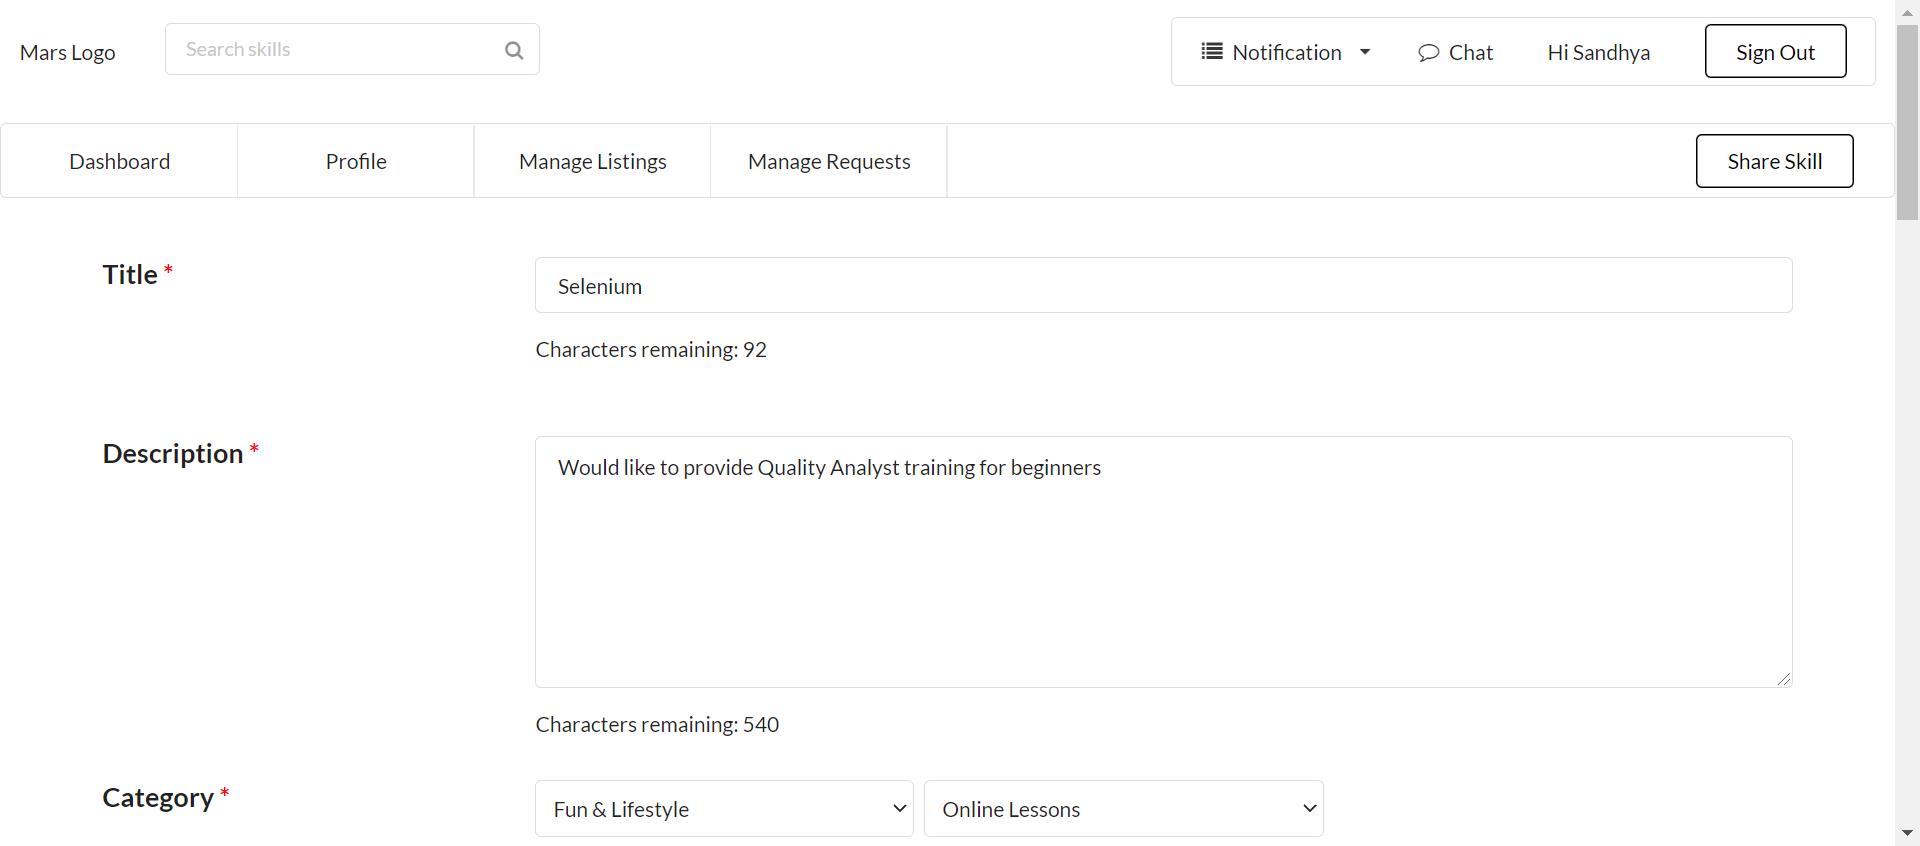 Mars Logo
Search skills
Notification
Chat
Hi Sandhya
Sign Out
Dashboard
Profile
Manage Listings
Manage Requests
Share Skill
Title *
Selenium
Characters remaining: 92
Description *
Would like to provide Quality Analyst training for beginners
Characters remaining: 540
Category *
Fun & Lifestyle
Online Lessons